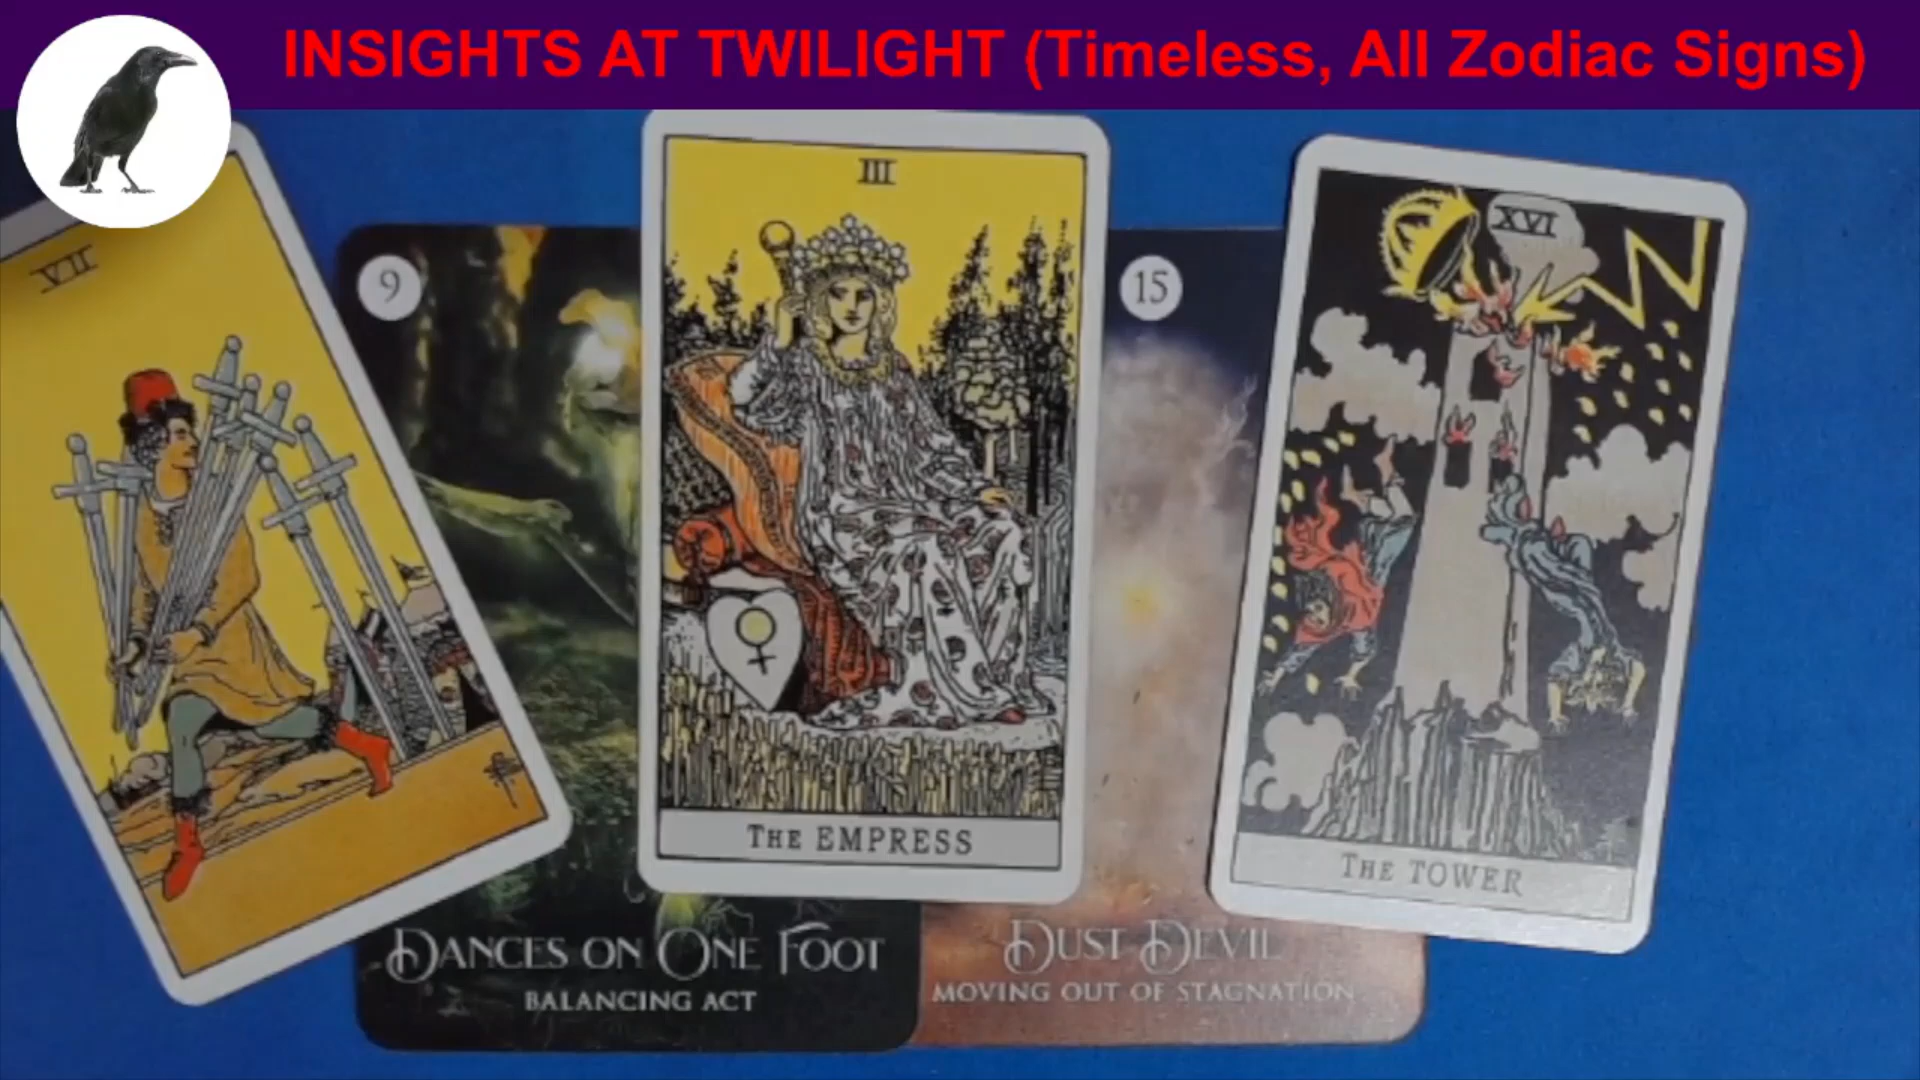 INSIGHTS AT TWILIGHT (Timeless, All Zodiac Signs)
VII
9
III
THE EMPRESS
15
XVI
THE TOWER
DANCES ON ONE FOOT
BALANCING ACT
DUST DEVIL
MOVING OUT OF STAGNATION